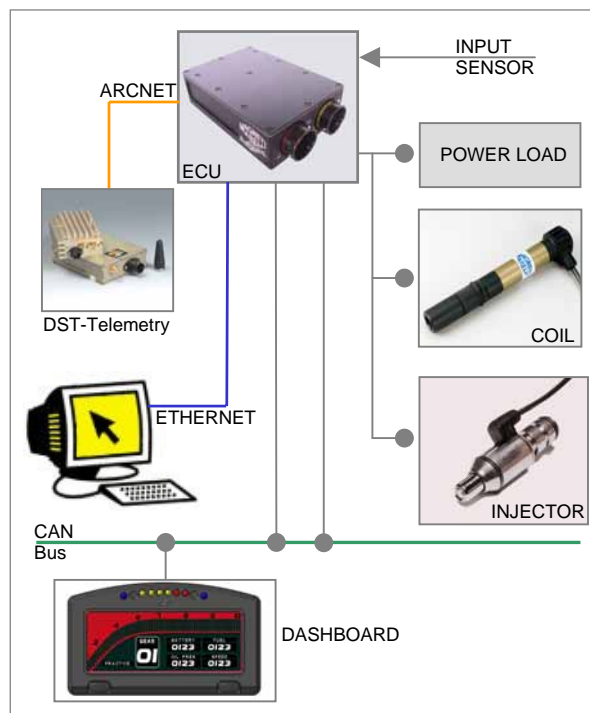 INPUT
SENSOR
ARCNET
ECU
POWER LOAD
DST-Telemetry
COIL
ETHERNET
INJECTOR
CAN
Bus
DASHBOARD
GEAR
01
BATTERY
0123
FUEL
0123
OIL PRES
0123
SPEED
0123
PRACTICE